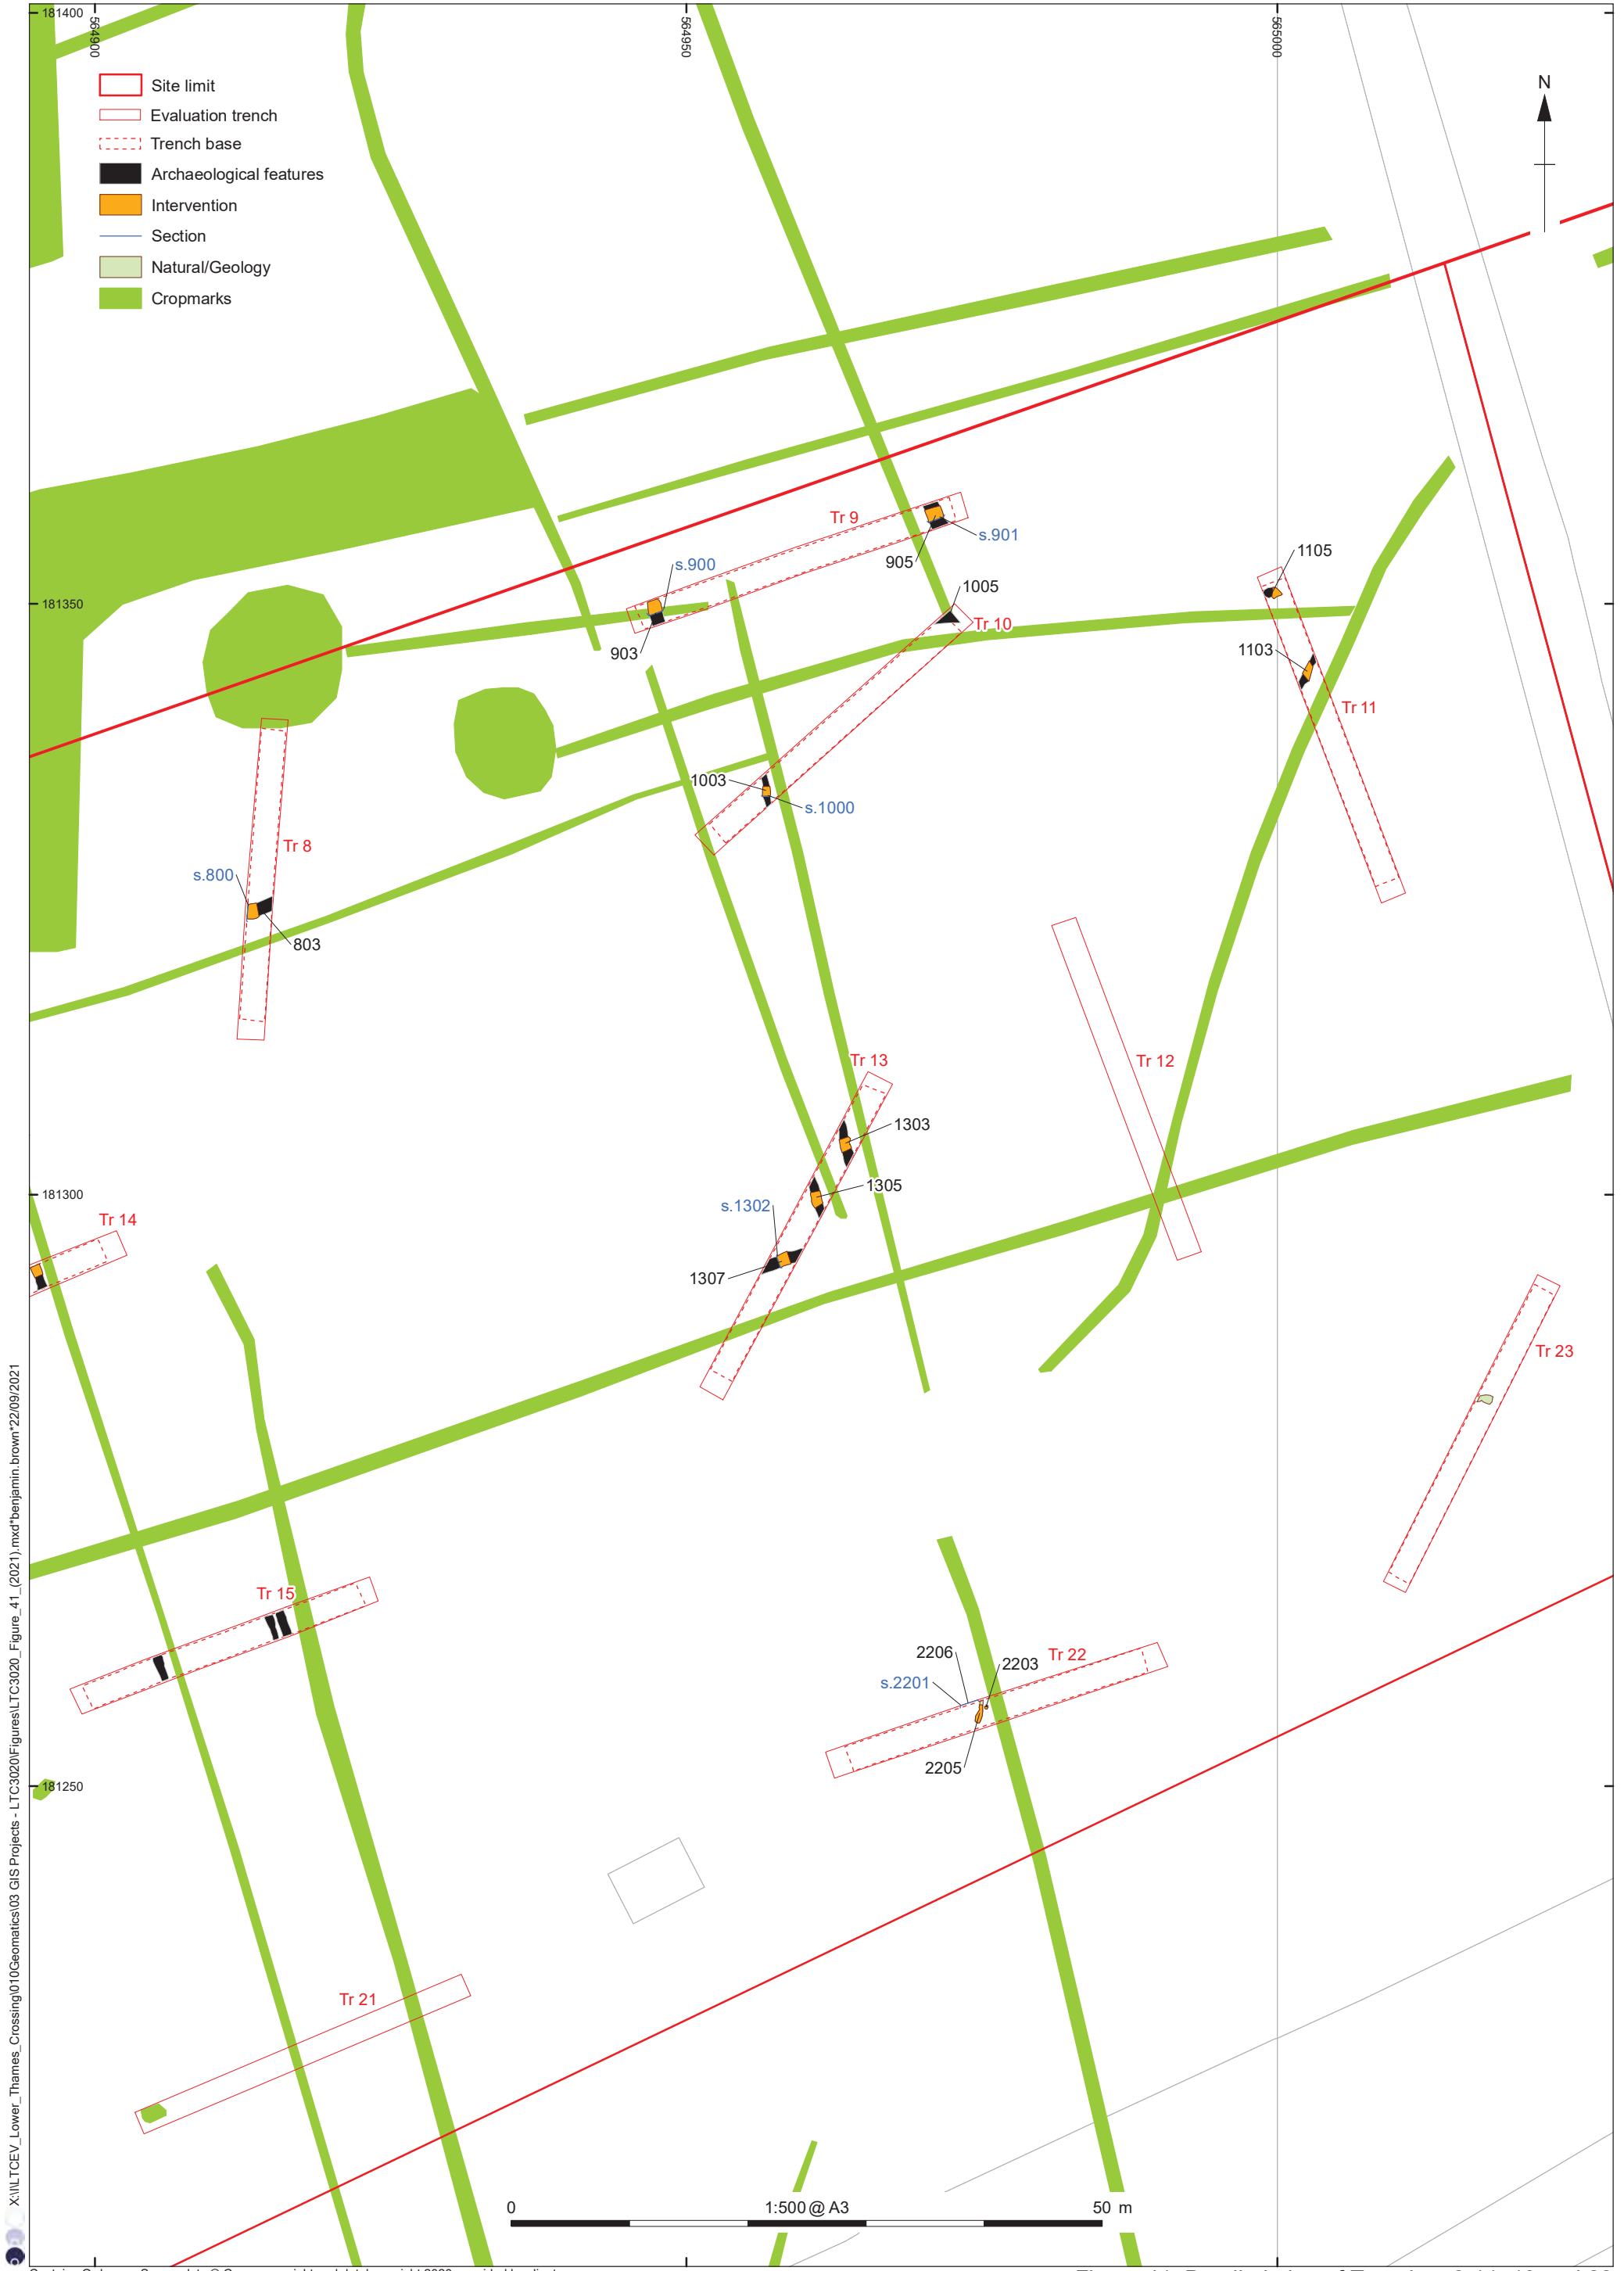 181400
564900
564950
565000
N
Site limit
Evaluation trench
Trench base
Archaeological features
Intervention
Section
Natural/Geology
Cropmarks
Tr 9
s.901
905
s.900
903
1005
Tr 10
1105
1103
Tr 11
181350
1003
s.1000
Tr 8
s.800
803
Tr 12
Tr 13
1303
1305
s.1302
1307
181300
Tr 14
Tr 23
Tr 15
2206
2203
Tr 22
s.2201
2205
181250
Tr 21
0 1:500 @ A3 50 m
X:\I\LTCEV_Lower_Thames_Crossing\010Geomatics\03 GIS Projects - LTC3020\Figures\LTC3020_Figure_41_(2021).mxd*benjamin.brown*22/09/2021